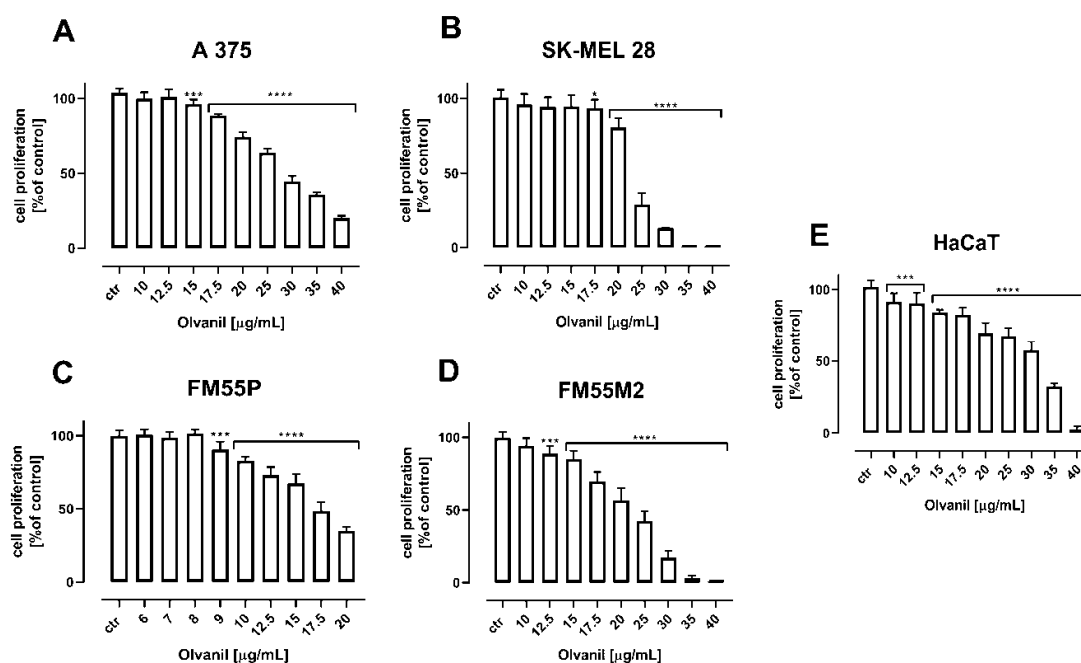 A
A 375
cell proliferation
[%of control]
100
50
0
***
****
ctr 10 12.5 15 17.5 20 25 30 35 40
Olvanil [µg/mL]
B
SK-MEL 28
cell proliferation
[%of control]
100
50
0
*
****
ctr 10 12.5 15 17.5 20 25 30 35 40
Olvanil [µg/mL]
C
FM55P
cell proliferation
[%of control]
100
50
0
***
****
ctr 6 7 8 9 10 12.5 15 17.5 20
Olvanil [µg/mL]
D
FM55M2
cell proliferation
[%of control]
100
50
0
***
****
ctr 10 12.5 15 17.5 20 25 30 35 40
Olvanil [µg/mL]
E
HaCaT
cell proliferation
[%of control]
100
50
0
***
****
ctr 10 12.5 15 17.5 20 25 30 35 40
Olvanil [µg/mL]